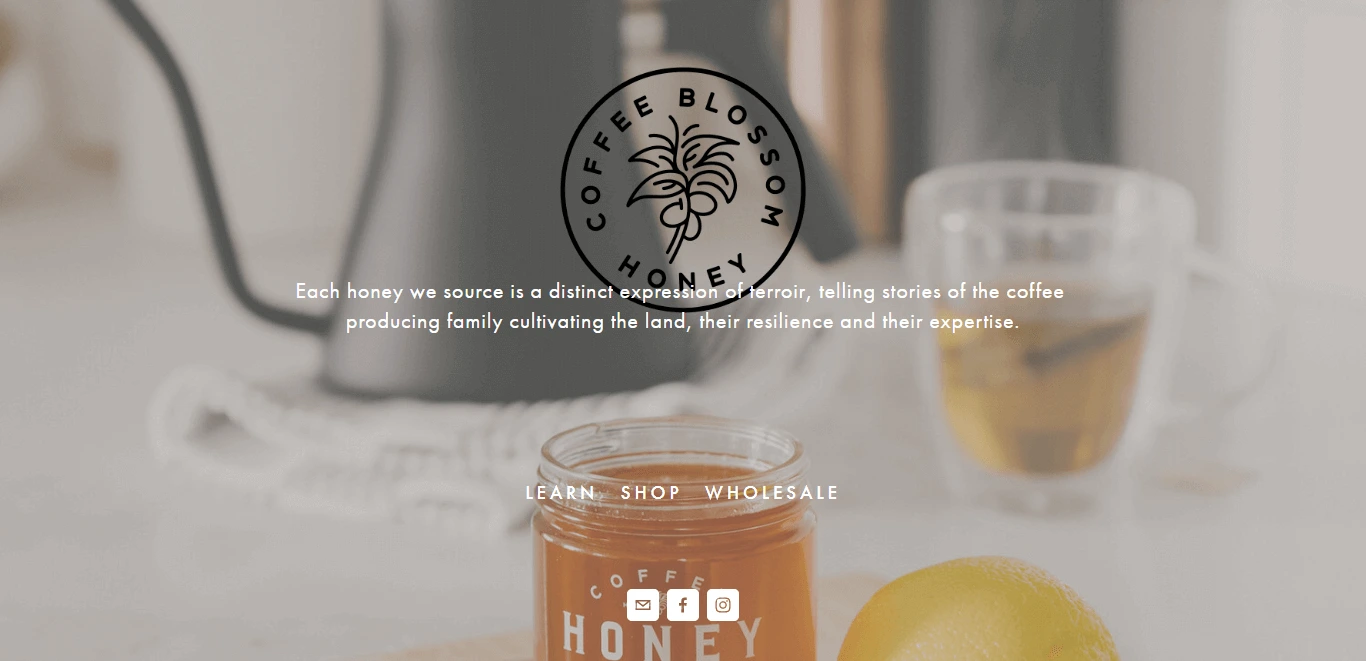 COFFEE BLOSSOM
HONEY
Each honey we source is a distinct expression of terroir, telling stories of the coffee
producing family cultivating the land, their resilience and their expertise.
LEARN SHOP WHOLESALE
COFFE
HONEY